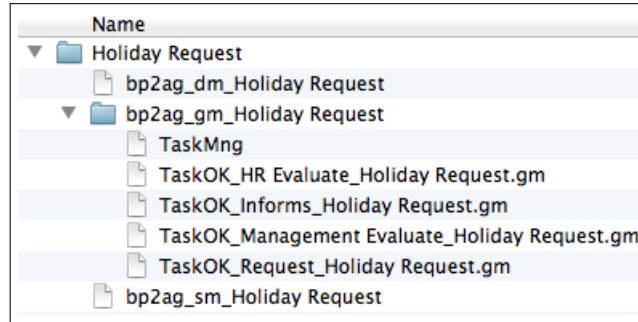 Name
Holiday Request
bp2ag_dm_Holiday Request
bp2ag_gm_Holiday Request
TaskMng
TaskOK_HR Evaluate_Holiday Request.gm
TaskOK_Informs_Holiday Request.gm
TaskOK_Management Evaluate_Holiday Request.gm
TaskOK_Request_Holiday Request.gm
bp2ag_sm_Holiday Request